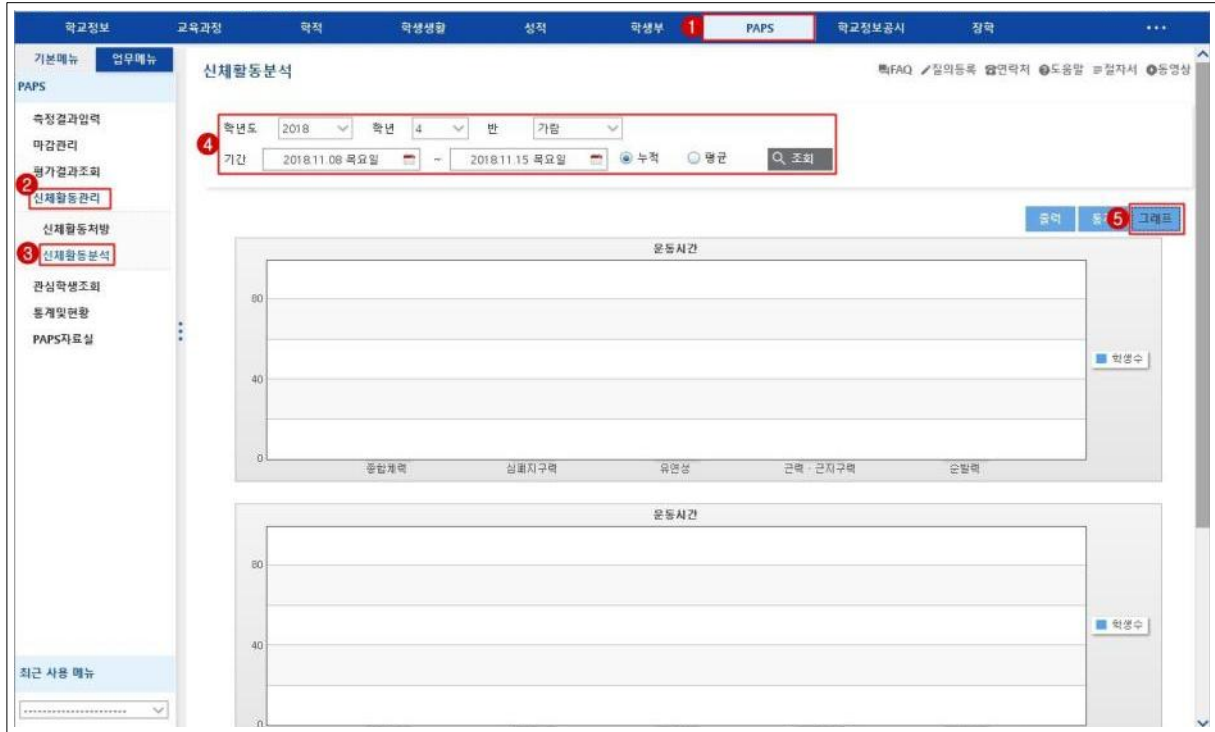 학교정보 교육과정 학적 학생생활 성적 학생부 1 PAPS 학교정보공시 장학 ...
기본메뉴 업무메뉴
PAPS
측정결과입력
마감관리
평가결과조회
2
신체활동관리
신체활동처방
3 신체활동분석
관심학생조회
통계및현황
PAPS자료실
최근 사용 메뉴
----------------------
신체활동분석
FAQ 질의등록 연락처 도움말 전자서 동영상
4
학년도 2018 학년 4 반 가람
기간 2018.11.08 목요일 ~ 2018.11.15 목요일 누적 평균 조회
출력 5 그래프
운동시간
80
40
0
종합체력 심폐지구력 유연성 근력·근지구력 순발력
학생수
운동시간
80
40
0
학생수